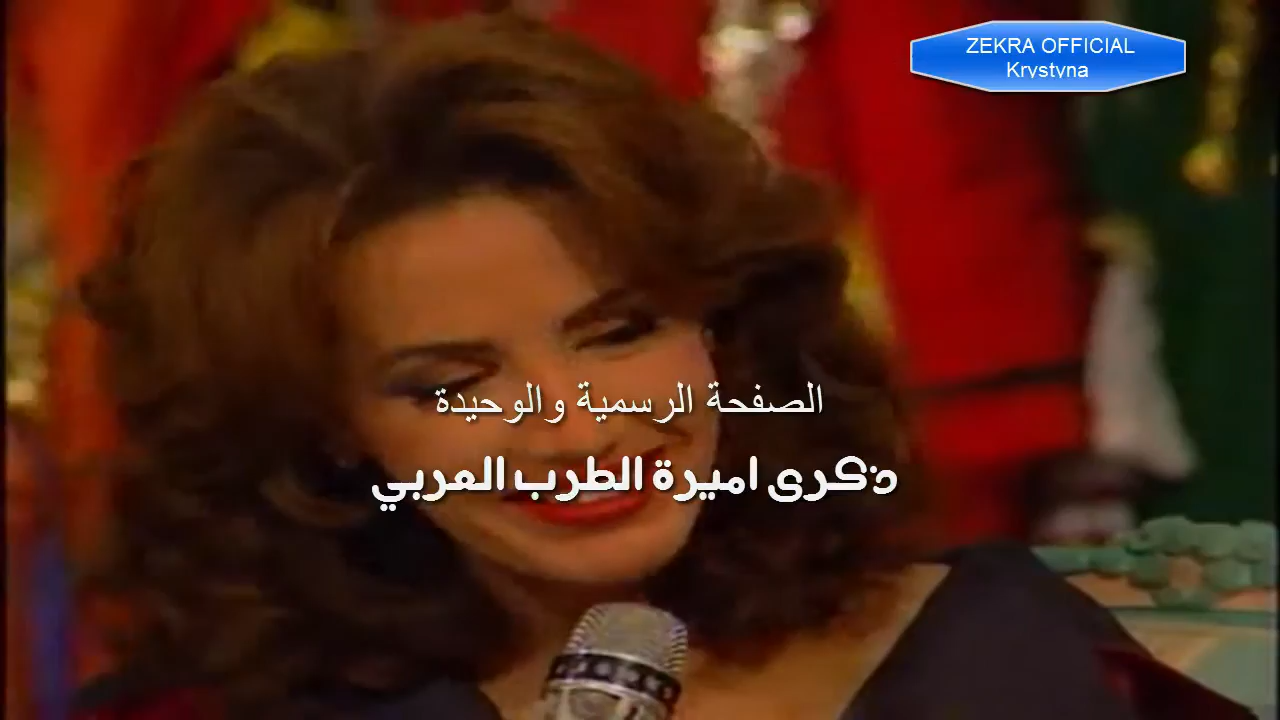 ZEKRA OFFICIAL
Krystyna
الصفحة الرسمية والوحيدة
ذكرى اميرة الطرب العربي